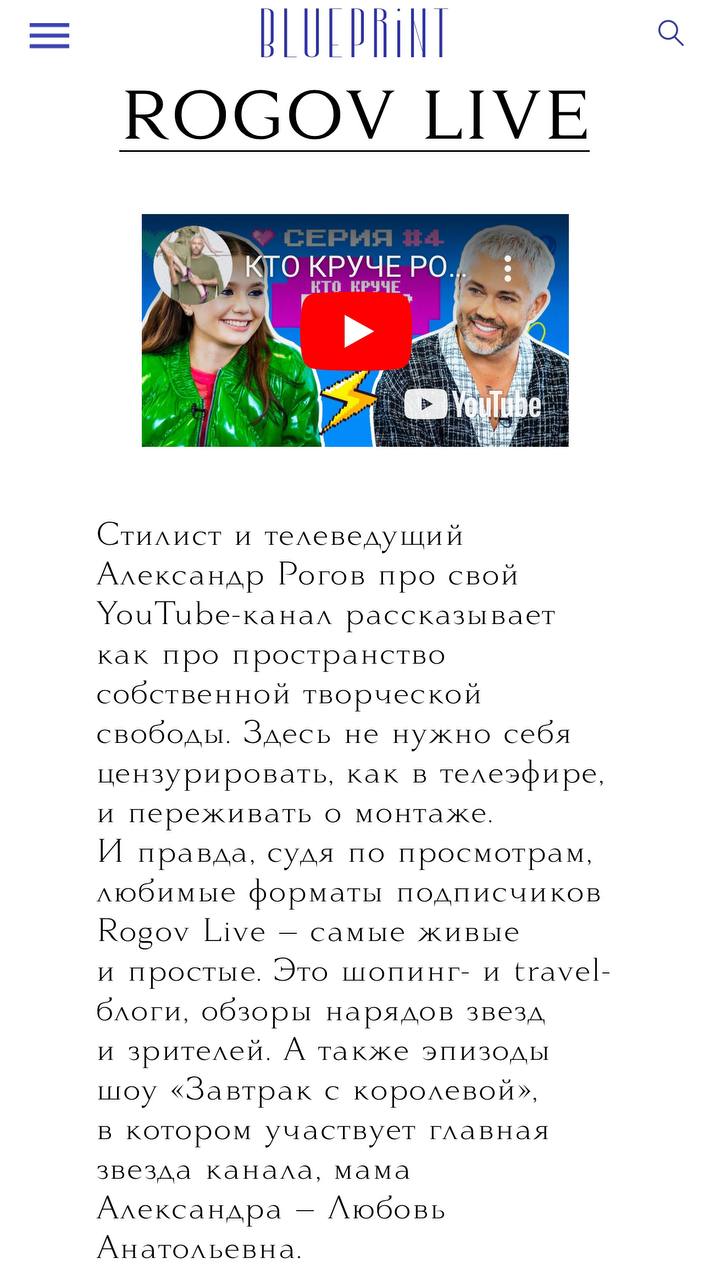 BLUEPRiNT
ROGOV LIVE
СЕРИЯ #4
КТО КРУЧЕ РО...
КТО КРУЧЕ
YouTube
Стилист и телеведущий
Александр Рогов про свой
YouTube-канал рассказывает
как про пространство
собственной творческой
свободы. Здесь не нужно себя
цензурировать, как в телеэфире,
и переживать о монтаже.
И правда, судя по просмотрам,
любимые форматы подписчиков
Rogov Live – самые живые
и простые. Это шопинг- и travel-
блоги, обзоры нарядов звезд
и зрителей. А также эпизоды
шоу «Завтрак с королевой»,
в котором участвует главная
звезда канала, мама
Александра – Любовь
Анатольевна.